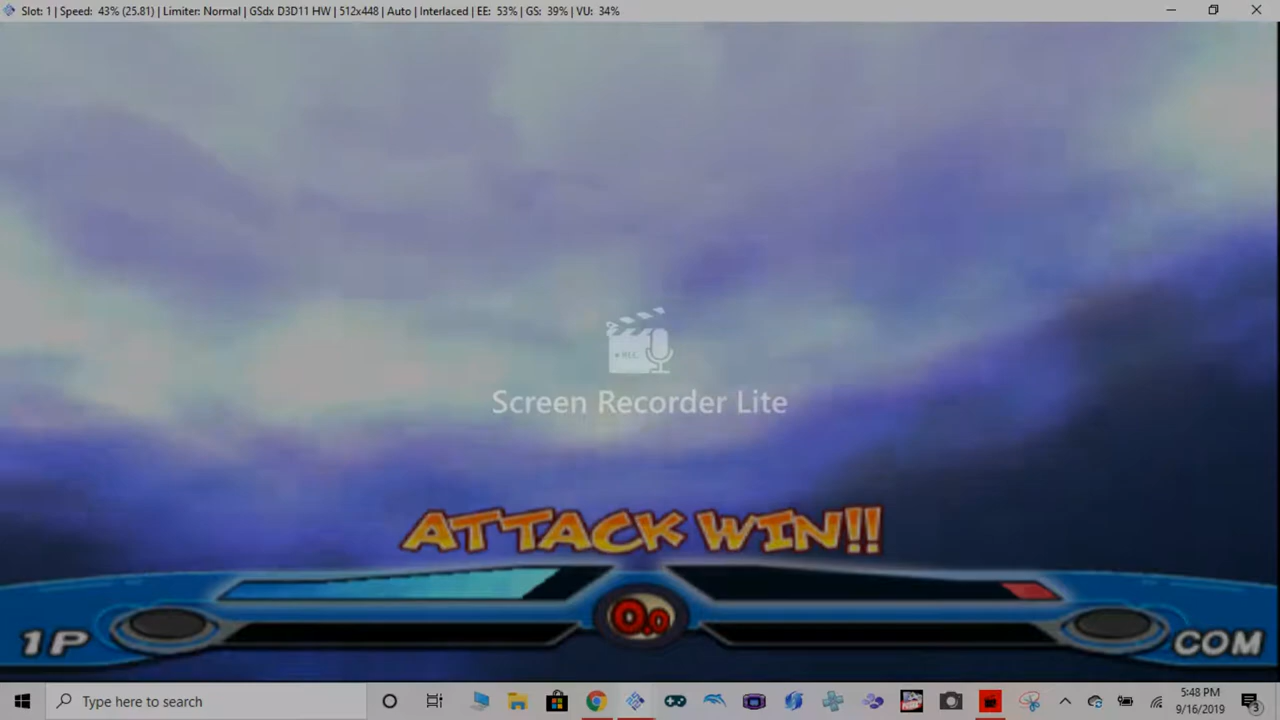 Slot: 1 | Speed: 43% (25.81) | Limiter: Normal | GSdx D3D11 HW | 512x448 | Auto | Interlaced | EE: 53% | GS: 39% | VU: 34%
REC
Screen Recorder Lite
ATTACK WIN!!
0.0
1P
COM
Type here to search
5:48 PM
9/16/2019
3